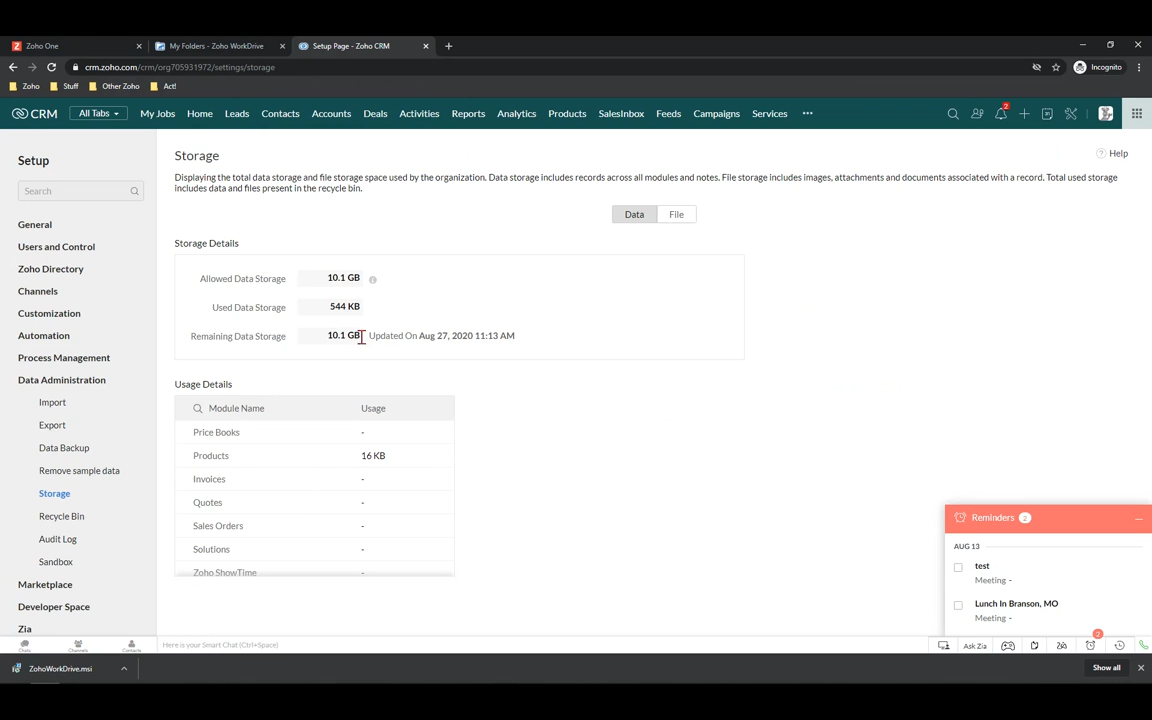 Zoho One
My Folders - Zoho WorkDrive
Setup Page - Zoho CRM
crm.zoho.com/crm/org705931972/settings/storage
Incognito
Zoho
Stuff
Other Zoho
Act!
CRM
All Tabs
My Jobs
Home
Leads
Contacts
Accounts
Deals
Activities
Reports
Analytics
Products
SalesInbox
Feeds
Campaigns
Services
2
Setup
Search
General
Users and Control
Zoho Directory
Channels
Customization
Automation
Process Management
Data Administration
Import
Export
Data Backup
Remove sample data
Storage
Recycle Bin
Audit Log
Sandbox
Marketplace
Developer Space
Zia
Storage
Help
Displaying the total data storage and file storage space used by the organization. Data storage includes records across all modules and notes. File storage includes images, attachments and documents associated with a record. Total used storage
includes data and files present in the recycle bin.
Data
File
Storage Details
Allowed Data Storage 10.1 GB
Used Data Storage 544 KB
Remaining Data Storage 10.1 GB Updated On Aug 27, 2020 11:13 AM
Usage Details
Module Name Usage
Price Books -
Products 16 KB
Invoices -
Quotes -
Sales Orders -
Solutions -
Zoho ShowTime -
Reminders 2
AUG 13
test
Meeting -
Lunch In Branson, MO
Meeting -
Chats
Channels
Contacts
Here is your Smart Chat (Ctrl+Space)
Ask Zia
2
ZohoWorkDrive.msi
Show all